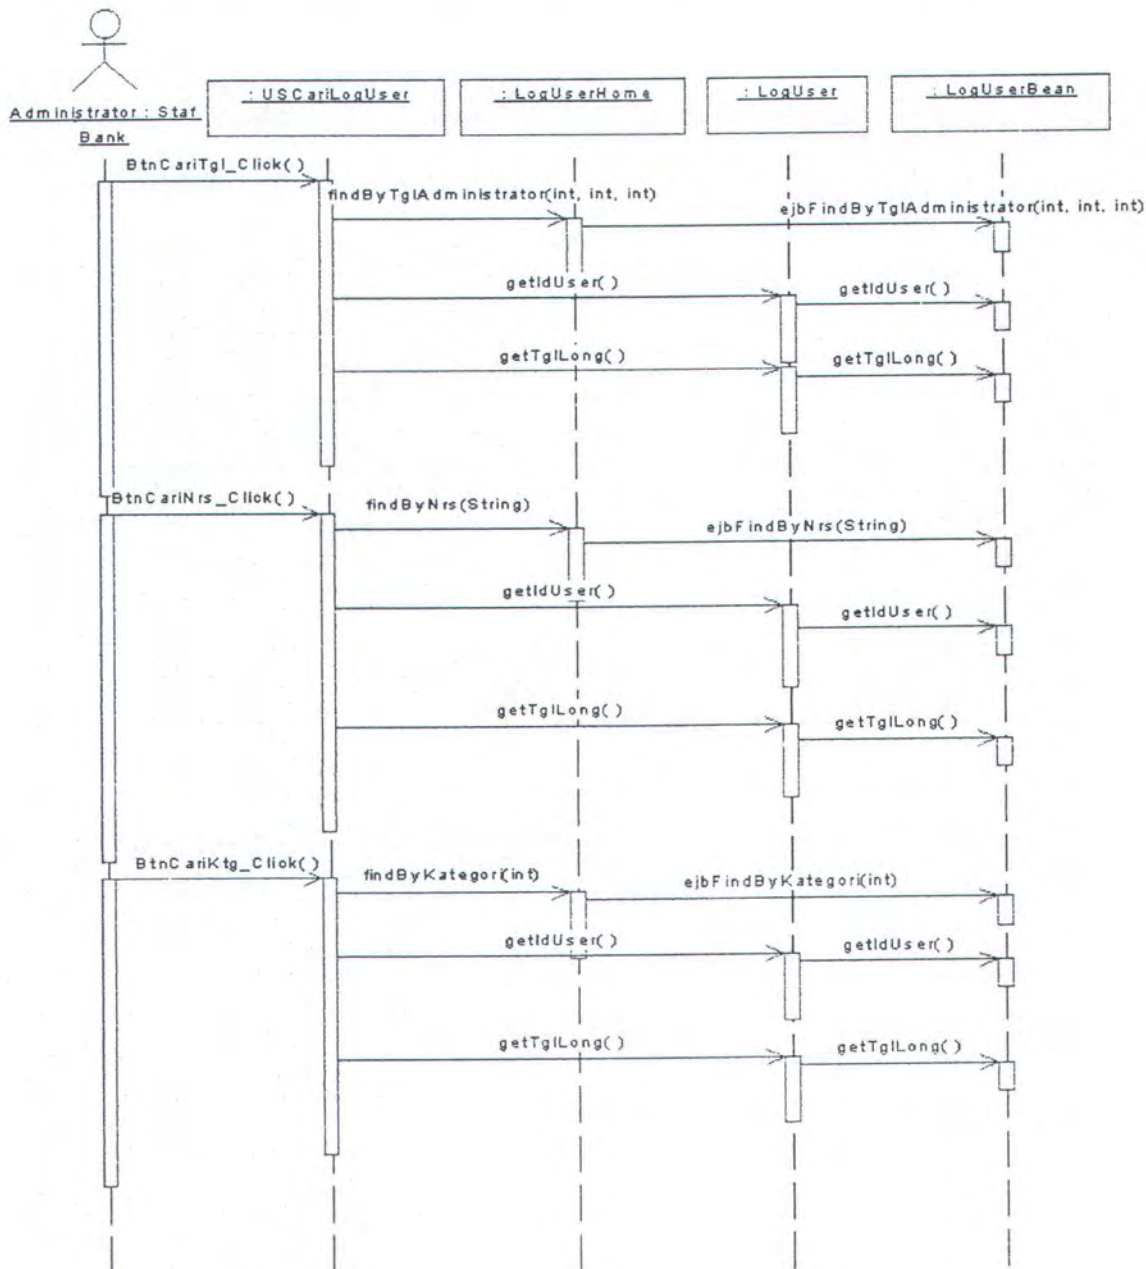 Administrator : Staf
Bank
: USCariLogUser
: LogUserHome
: LogUser
: LogUserBean
BtnCariTgl_Click()
findByTglAdministrator(int, int, int)
ejbFindByTglAdministrator(int, int, int)
getIdUser()
getIdUser()
getTglLong()
getTglLong()
BtnCariNrs_Click()
findByNrs(String)
ejbFindByNrs(String)
getIdUser()
getIdUser()
getTglLong()
getTglLong()
BtnCariKtg_Click()
findByKategori(int)
ejbFindByKategori(int)
getIdUser()
getIdUser()
getTglLong()
getTglLong()